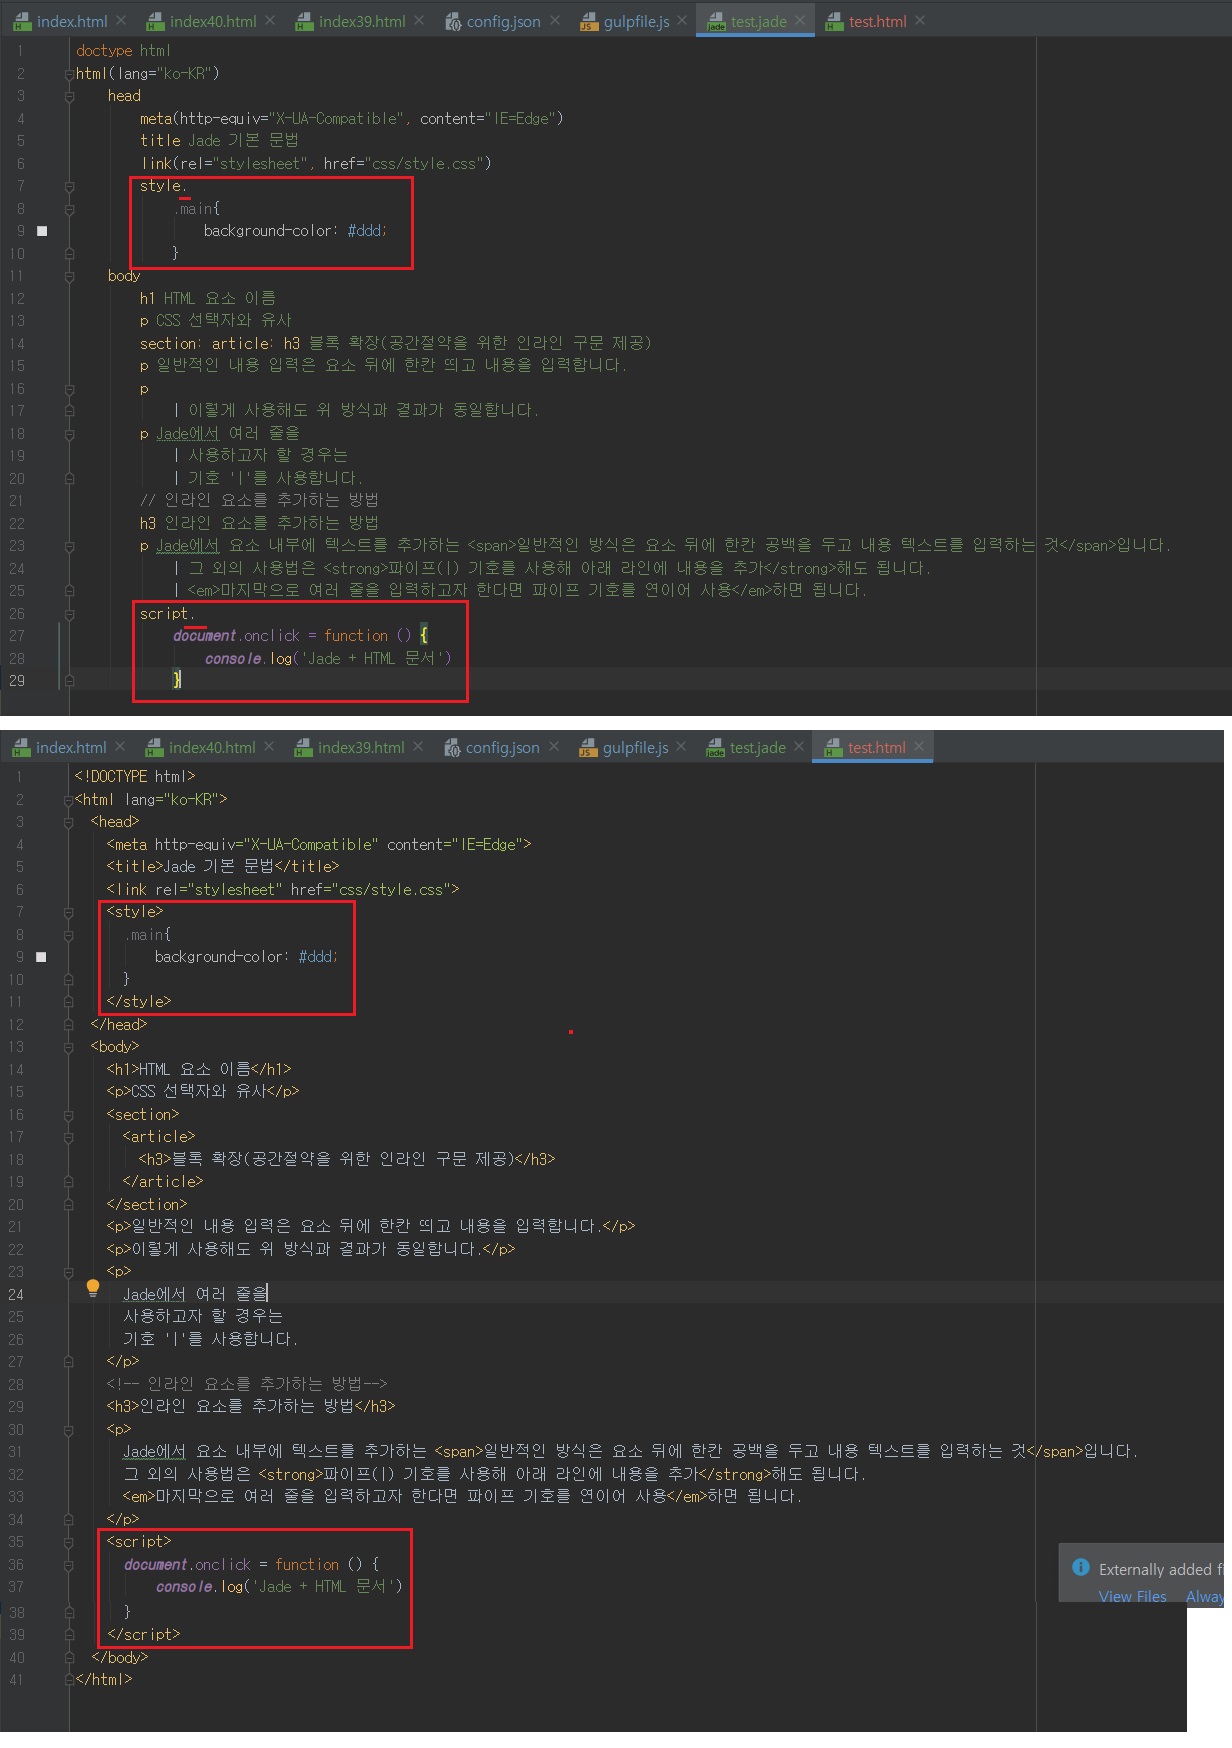 index.html index40.html index39.html config.json gulpfile.js test.jade test.html
1 doctype html
2 html(lang="ko-KR")
3 head
4 meta(http-equiv="X-UA-Compatible", content="IE=Edge")
5 title Jade 기본 문법
6 link(rel="stylesheet", href="css/style.css")
7 style.
8 .main{
9 background-color: #ddd;
10 }
11 body
12 h1 HTML 요소 이름
13 p CSS 선택자와 유사
14 section: article: h3 블록 확장(공간절약을 위한 인라인 구문 제공)
15 p 일반적인 내용 입력은 요소 뒤에 한칸 띄고 내용을 입력합니다.
16 p
17 | 이렇게 사용해도 위 방식과 결과가 동일합니다.
18 p Jade에서 여러 줄을
19 | 사용하고자 할 경우는
20 | 기호 '|'를 사용합니다.
21 // 인라인 요소를 추가하는 방법
22 h3 인라인 요소를 추가하는 방법
23 p Jade에서 요소 내부에 텍스트를 추가하는 <span>일반적인 방식은 요소 뒤에 한칸 공백을 두고 내용 텍스트를 입력하는 것</span>입니다.
24 | 그 외의 사용법은 <strong>파이프(|) 기호를 사용해 아래 라인에 내용을 추가</strong>해도 됩니다.
25 | <em>마지막으로 여러 줄을 입력하고자 한다면 파이프 기호를 연이어 사용</em>하면 됩니다.
26 script.
27 document.onclick = function () {
28 console.log('Jade + HTML 문서')
29 }
index.html index40.html index39.html config.json gulpfile.js test.jade test.html
1 <!DOCTYPE html>
2 <html lang="ko-KR">
3 <head>
4 <meta http-equiv="X-UA-Compatible" content="IE=Edge">
5 <title>Jade 기본 문법</title>
6 <link rel="stylesheet" href="css/style.css">
7 <style>
8 .main{
9 background-color: #ddd;
10 }
11 </style>
12 </head>
13 <body>
14 <h1>HTML 요소 이름</h1>
15 <p>CSS 선택자와 유사</p>
16 <section>
17 <article>
18 <h3>블록 확장(공간절약을 위한 인라인 구문 제공)</h3>
19 </article>
20 </section>
21 <p>일반적인 내용 입력은 요소 뒤에 한칸 띄고 내용을 입력합니다.</p>
22 <p>이렇게 사용해도 위 방식과 결과가 동일합니다.</p>
23 <p>
24 Jade에서 여러 줄을
25 사용하고자 할 경우는
26 기호 '|'를 사용합니다.
27 </p>
28 <!-- 인라인 요소를 추가하는 방법-->
29 <h3>인라인 요소를 추가하는 방법</h3>
30 <p>
31 Jade에서 요소 내부에 텍스트를 추가하는 <span>일반적인 방식은 요소 뒤에 한칸 공백을 두고 내용 텍스트를 입력하는 것</span>입니다.
32 그 외의 사용법은 <strong>파이프(|) 기호를 사용해 아래 라인에 내용을 추가</strong>해도 됩니다.
33 <em>마지막으로 여러 줄을 입력하고자 한다면 파이프 기호를 연이어 사용</em>하면 됩니다.
34 </p>
35 <script>
36 document.onclick = function () {
37 console.log('Jade + HTML 문서')
38 }
39 </script>
40 </body>
41 </html>
Externally added
View Files